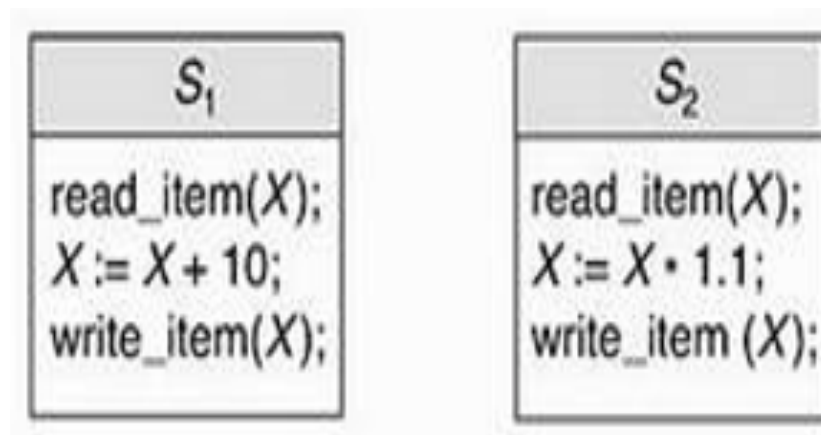 S₁
read_item(X);
X := X + 10;
write_item(X);
S₂
read_item(X);
X := X • 1.1;
write_item (X);